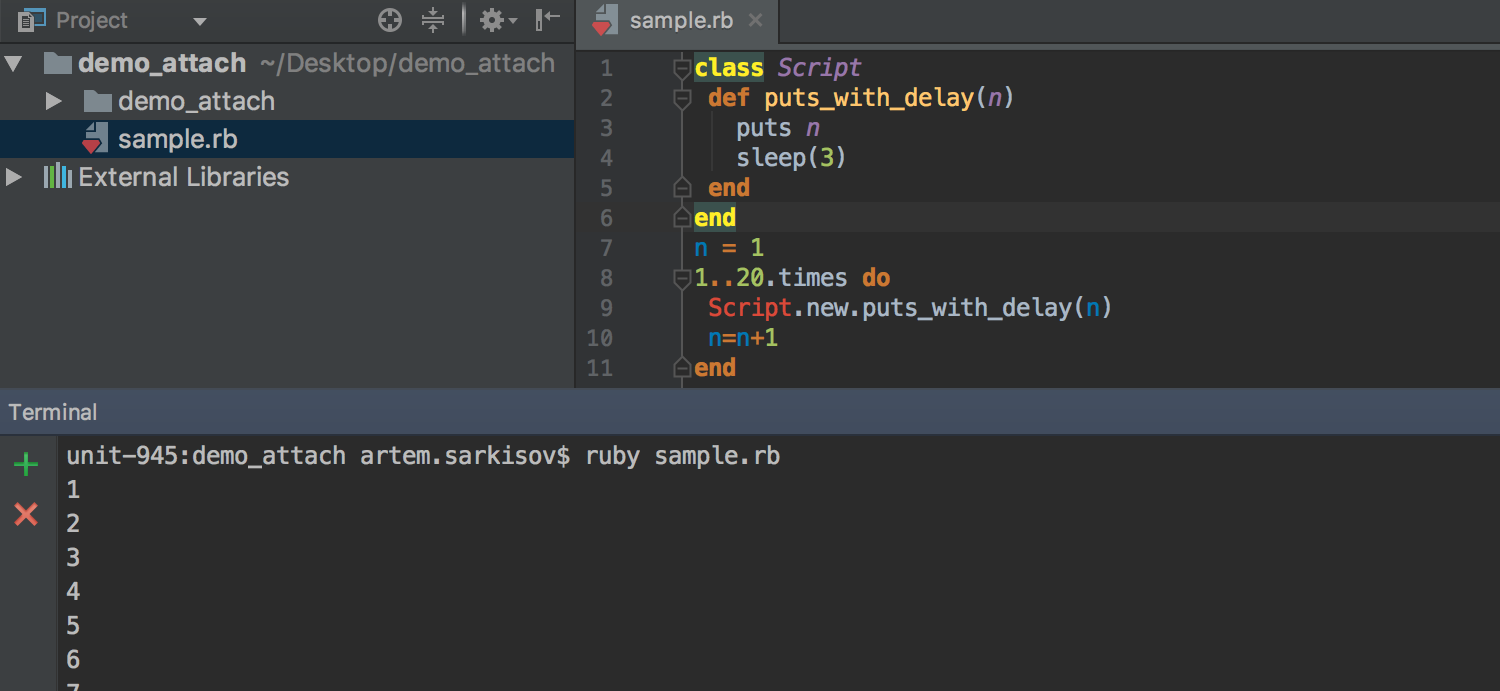 Project
sample.rb
demo_attach ~/Desktop/demo_attach
demo_attach
sample.rb
External Libraries
1 class Script
2 def puts_with_delay(n)
3 puts n
4 sleep(3)
5 end
6 end
7 n = 1
8 1..20.times do
9 Script.new.puts_with_delay(n)
10 n=n+1
11 end
Terminal
unit-945:demo_attach artem.sarkisov$ ruby sample.rb
1
2
3
4
5
6
7